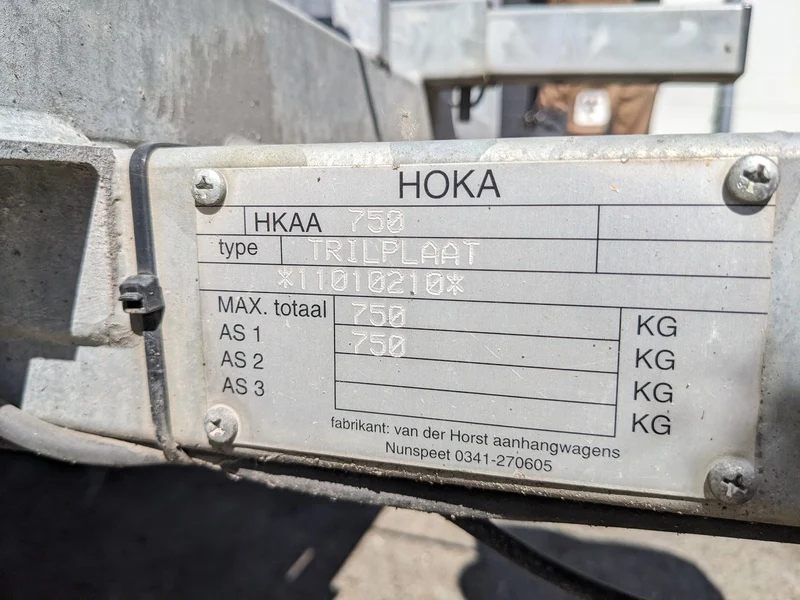 HOKA
HKAA 750
type TRILPLAAT
*11010210*
MAX. totaal 750 KG
AS 1 750 KG
AS 2 KG
AS 3 KG
fabrikant: van der Horst aanhangwagens
Nunspeet 0341-270605